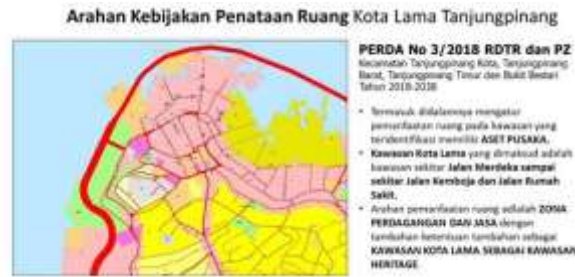 Arahan Kebijakan Penataan Ruang Kota Lama Tanjungpinang
PERDA No 3/2018 RDTR dan PZ
Kecamatan Tanjungpinang Kota, Tanjungpinang
Barat, Tanjungpinang Timur dan Bukit Bestari
Tahun 2018-2038
• Termasuk didalamnya mengatur
pemanfaatan ruang pada kawasan yang
teridentifikasi memiliki ASET PUSAKA.
• Kawasan Kota Lama yang dimaksud adalah
kawasan sekitar Jalan Merdeka sampai
sekitar Jalan Kemboja dan Jalan Rumah
Sakit.
• Arahan pemanfaatan ruang adalah ZONA
PERDAGANGAN DAN JASA dengan
tambahan ketentuan tambahan sebagai
KAWASAN KOTA LAMA SEBAGAI KAWASAN
HERITAGE